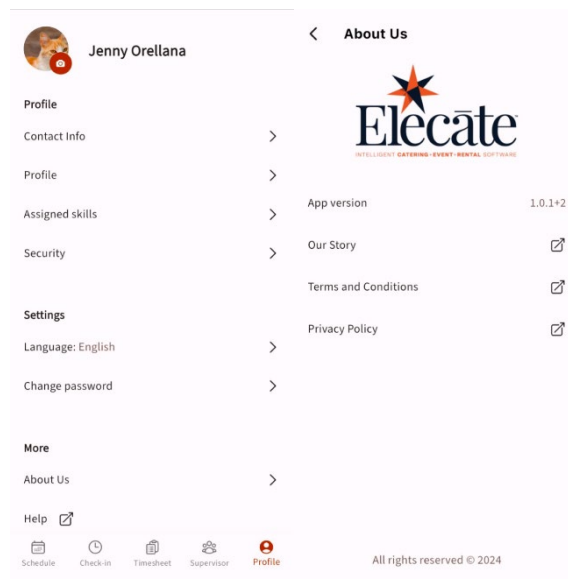 Jenny Orellana
Profile
Contact Info
Profile
Assigned skills
Security
Settings
Language: English
Change password
More
About Us
Help
Schedule
Check-in
Timesheet
Supervisor
Profile
About Us
Elecāte
INTELLIGENT CATERING • EVENT • RENTAL SOFTWARE
App version 1.0.1+2
Our Story
Terms and Conditions
Privacy Policy
All rights reserved © 2024